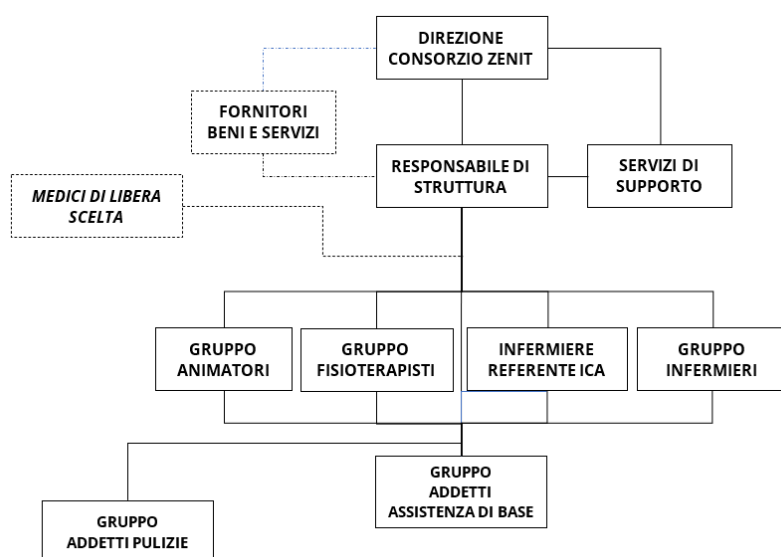 DIREZIONE
CONSORZIO ZENIT
FORNITORI
BENI E SERVIZI
RESPONSABILE DI
STRUTTURA
SERVIZI DI
SUPPORTO
MEDICI DI LIBERA
SCELTA
GRUPPO
ANIMATORI
GRUPPO
FISIOTERAPISTI
INFERMIERE
REFERENTE ICA
GRUPPO
INFERMIERI
GRUPPO
ADDETTI
ASSISTENZA DI BASE
GRUPPO
ADDETTI PULIZIE